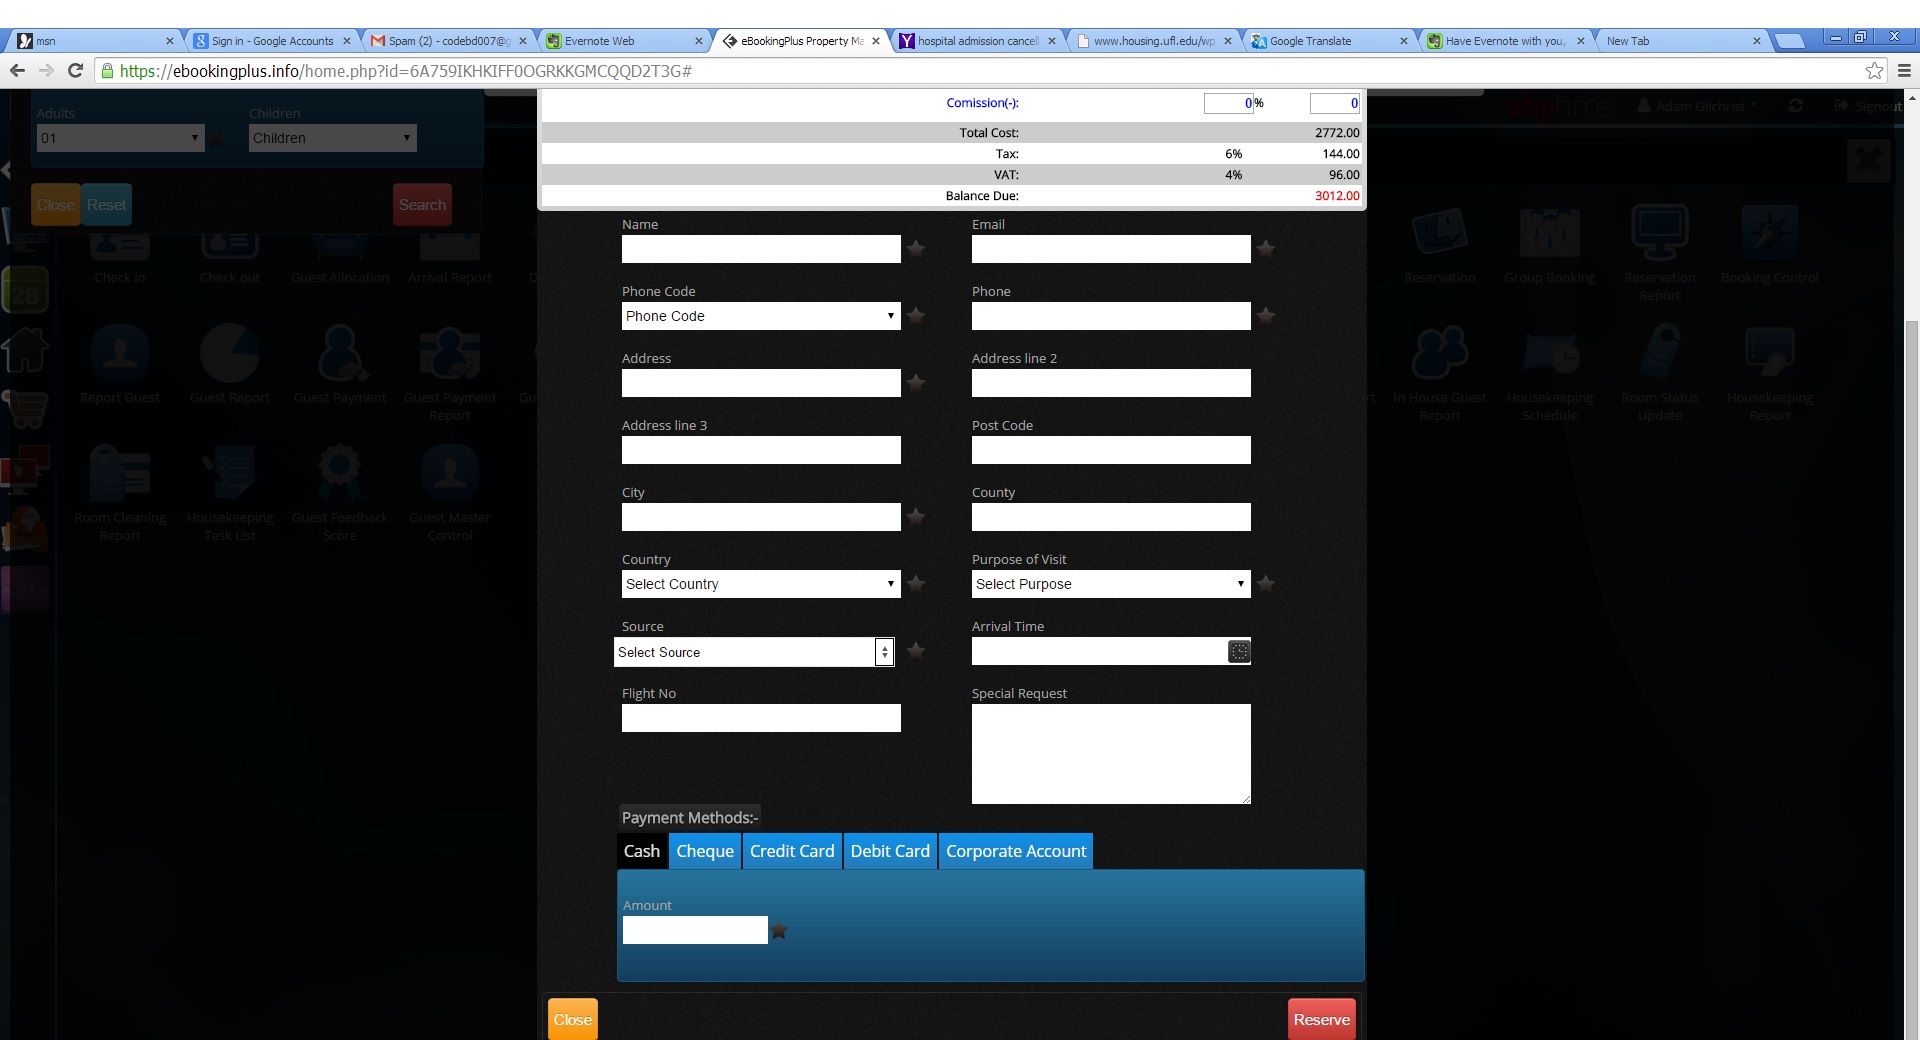 msn
Sign in - Google Accounts
Spam (2) - codebd007@g
Evernote Web
eBookingPlus Property Ma
hospital admission cancell
www.housing.ufl.edu/wp
Google Translate
Have Evernote with you,
New Tab
https://ebookingplus.info/home.php?id=6A759IKHKIFF0OGRKKGMCQQD2T3G#
Adam Gilchrist
Signout
Adults
Children
01
Children
Close
Reset
Search
Comission(-):
0%
0
Total Cost:
2772.00
Tax:
6%
144.00
VAT:
4%
96.00
Balance Due:
3012.00
Check in
Check out
Guest Allocation
Arrival Report
Reservation
Group Booking
Reservation
Report
Booking Control
28
Report Guest
Guest Report
Guest Payment
Guest Payment
Report
In House Guest
Report
Housekeeping
Schedule
Room Status
Update
Housekeeping
Report
Room Cleaning
Report
Housekeeping
Task List
Guest Feedback
Score
Guest Master
Control
Name
Email
Phone Code
Phone
Phone Code
Address
Address line 2
Address line 3
Post Code
City
County
Country
Purpose of Visit
Select Country
Select Purpose
Source
Arrival Time
Select Source
Flight No
Special Request
Payment Methods:-
Cash
Cheque
Credit Card
Debit Card
Corporate Account
Amount
Close
Reserve